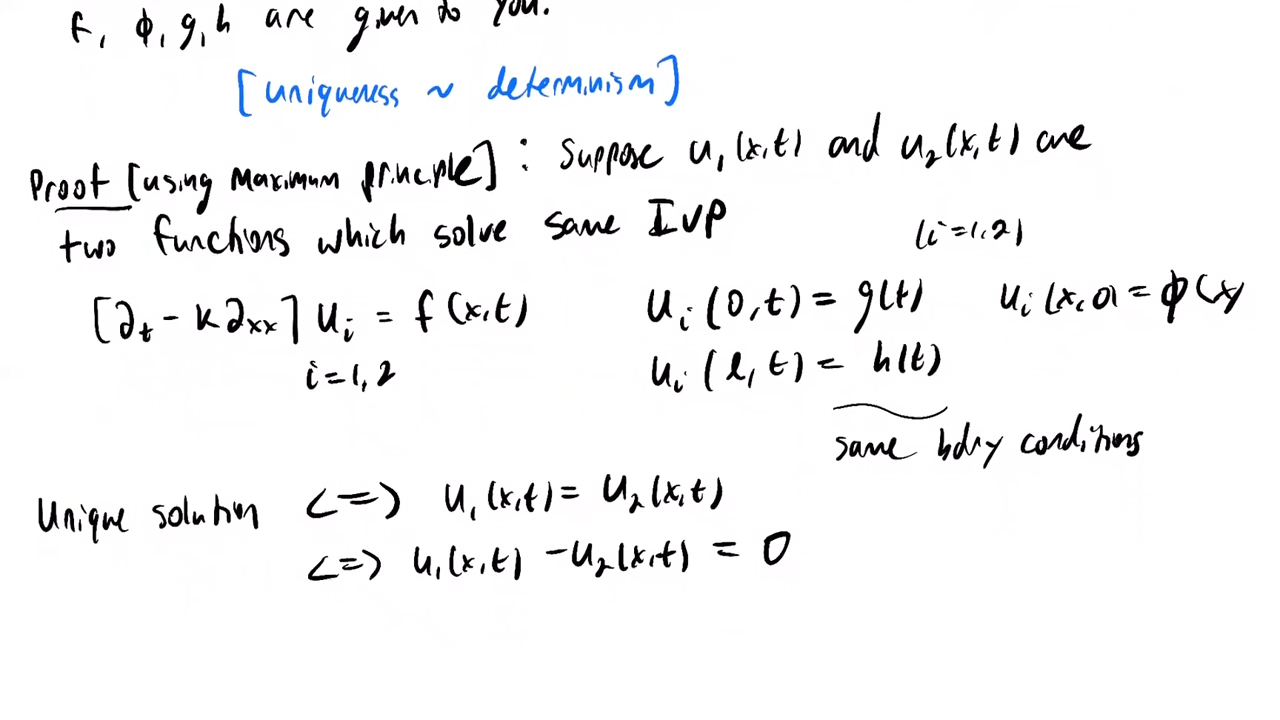 f, φ, g, h are given to you.
[uniqueness ~ determinism]
Proof [using Maximum principle] : Suppose u₁(x,t) and u₂(x,t) are
two functions which solve same IVP
(i=1,2)
[∂ₜ - k∂ₓₓ] uᵢ = f(x,t) uᵢ(0,t) = g(t) uᵢ(x,0) = φ(x)
i=1,2 uᵢ(l,t) = h(t)
same bdry conditions
Unique solution <=> u₁(x,t) = u₂(x,t)
<=> u₁(x,t) - u₂(x,t) = 0